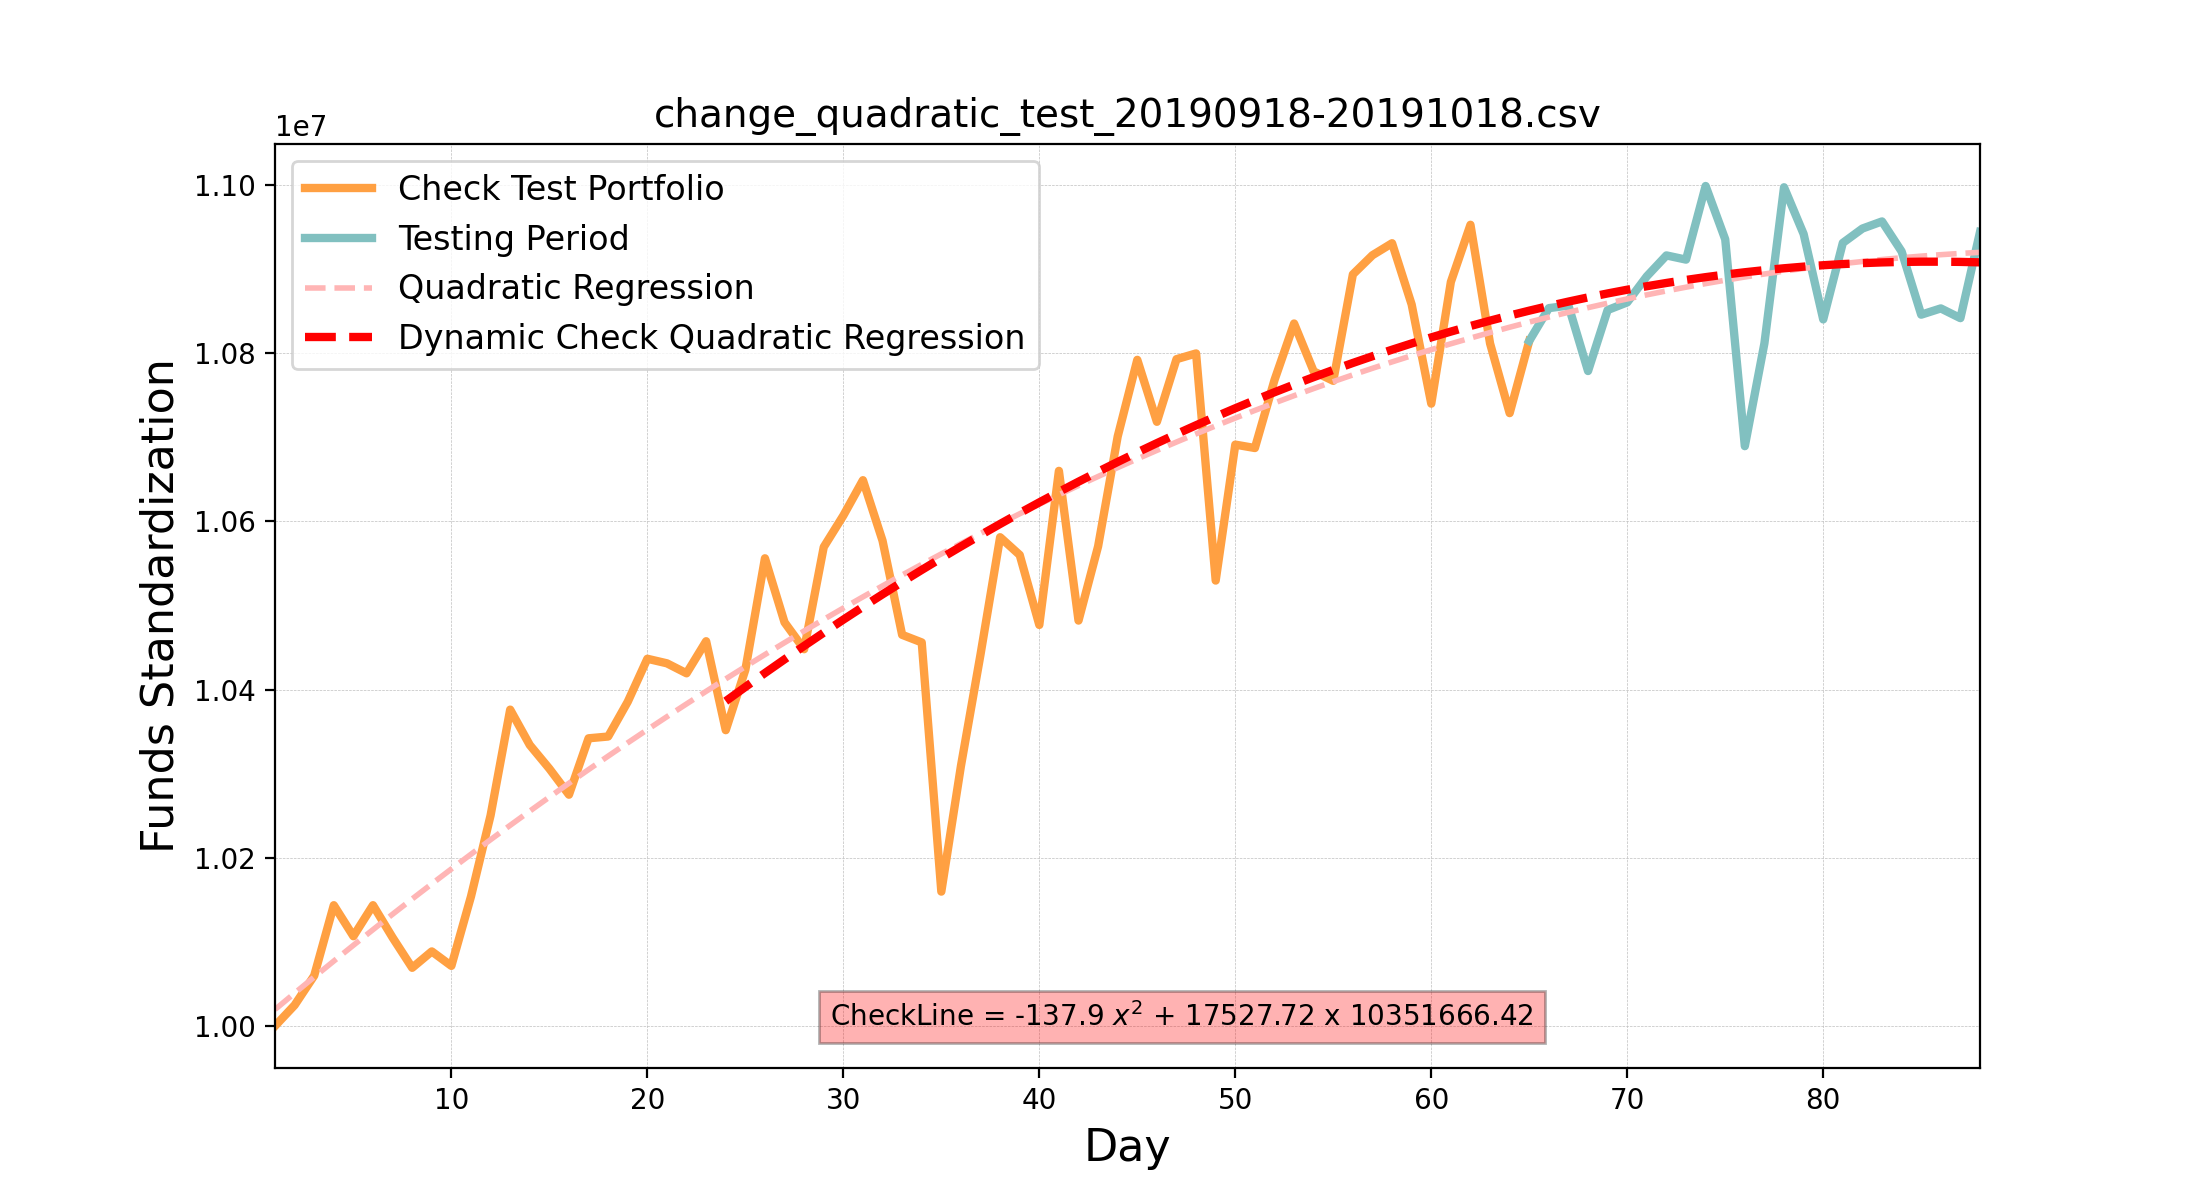 change_quadratic_test_20190918-20191018.csv
1e7
1.10
1.08
1.06
1.04
1.02
1.00
Funds Standardization
Check Test Portfolio
Testing Period
Quadratic Regression
Dynamic Check Quadratic Regression
CheckLine = -137.9 x² + 17527.72 x 10351666.42
10 20 30 40 50 60 70 80
Day